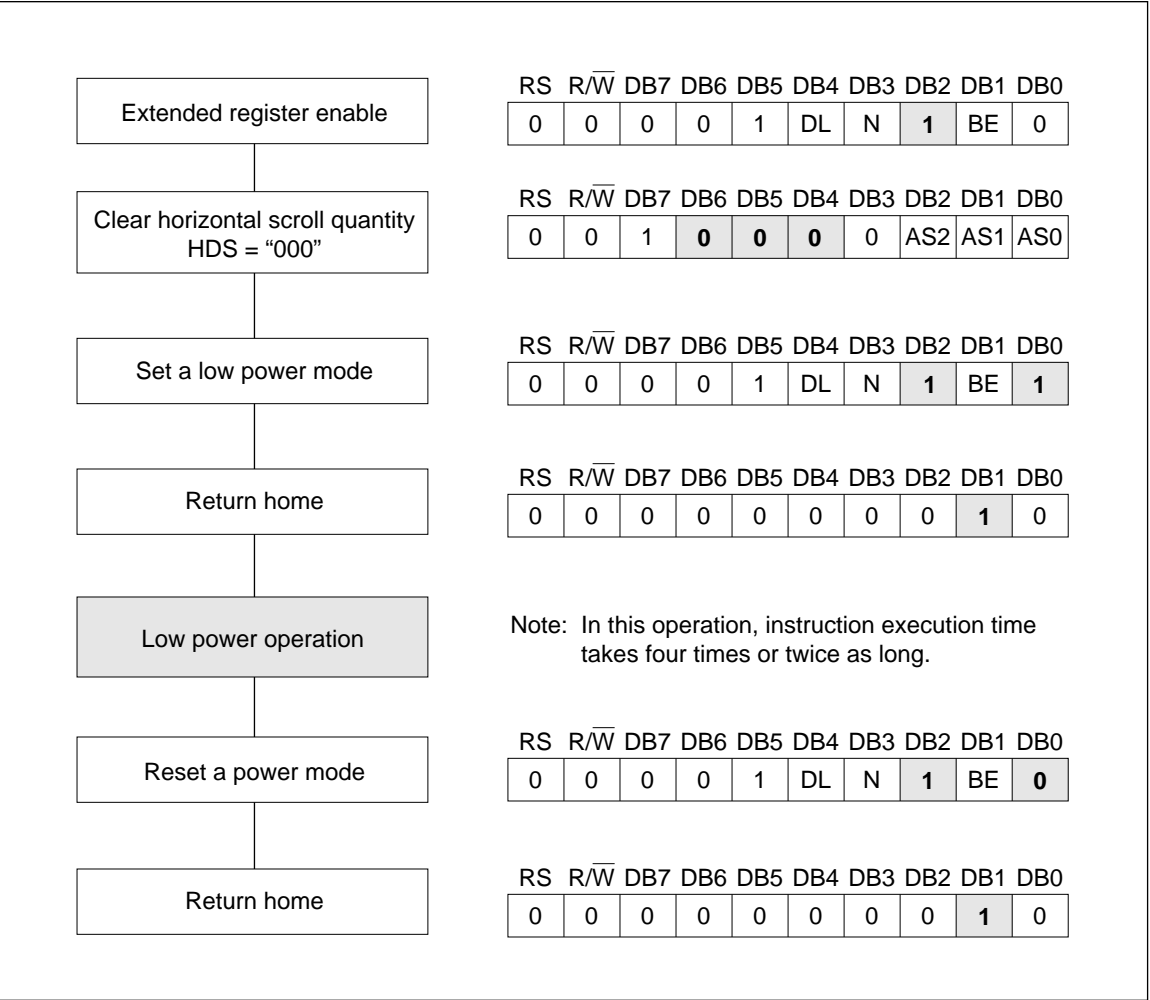 Extended register enable
RS R/W̅ DB7 DB6 DB5 DB4 DB3 DB2 DB1 DB0
0 0 0 0 1 DL N 1 BE 0
Clear horizontal scroll quantity
HDS = “000”
RS R/W̅ DB7 DB6 DB5 DB4 DB3 DB2 DB1 DB0
0 0 1 0 0 0 0 AS2 AS1 AS0
Set a low power mode
RS R/W̅ DB7 DB6 DB5 DB4 DB3 DB2 DB1 DB0
0 0 0 0 1 DL N 1 BE 1
Return home
RS R/W̅ DB7 DB6 DB5 DB4 DB3 DB2 DB1 DB0
0 0 0 0 0 0 0 0 1 0
Low power operation
Note: In this operation, instruction execution time
takes four times or twice as long.
Reset a power mode
RS R/W̅ DB7 DB6 DB5 DB4 DB3 DB2 DB1 DB0
0 0 0 0 1 DL N 1 BE 0
Return home
RS R/W̅ DB7 DB6 DB5 DB4 DB3 DB2 DB1 DB0
0 0 0 0 0 0 0 0 1 0